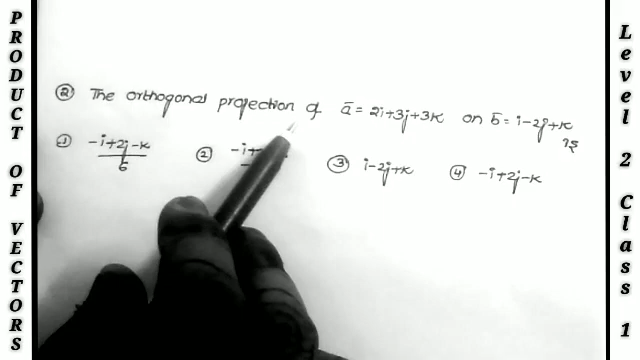 PRODUCT OF VECTORS
② The orthogonal projection of ā = 2i+3j+3k on b̄ = i-2j+k
is
① -i+2j-k / 6
② -i+
③ i-2j+k
④ -i+2j-k
Level 2 Class 1